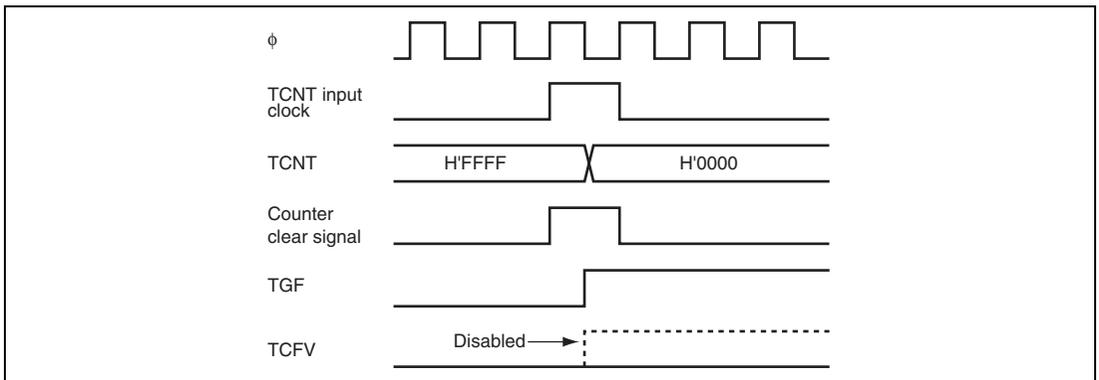 ϕ
TCNT input
clock
TCNT
H'FFFF
H'0000
Counter
clear signal
TGF
Disabled
TCFV